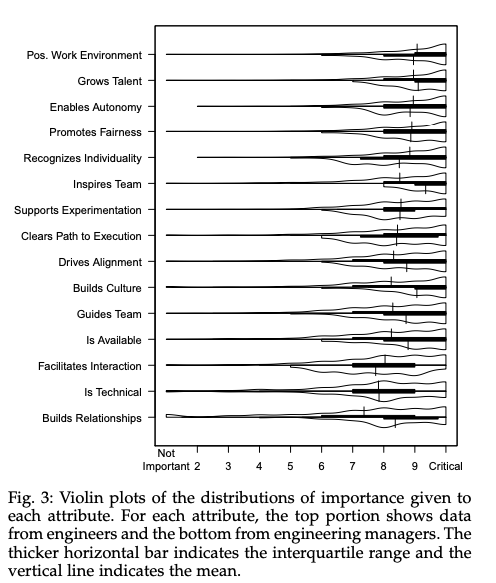 Pos. Work Environment
Grows Talent
Enables Autonomy
Promotes Fairness
Recognizes Individuality
Inspires Team
Supports Experimentation
Clears Path to Execution
Drives Alignment
Builds Culture
Guides Team
Is Available
Facilitates Interaction
Is Technical
Builds Relationships
Not
Important 2 3 4 5 6 7 8 9 Critical
Fig. 3: Violin plots of the distributions of importance given to
each attribute. For each attribute, the top portion shows data
from engineers and the bottom from engineering managers. The
thicker horizontal bar indicates the interquartile range and the
vertical line indicates the mean.